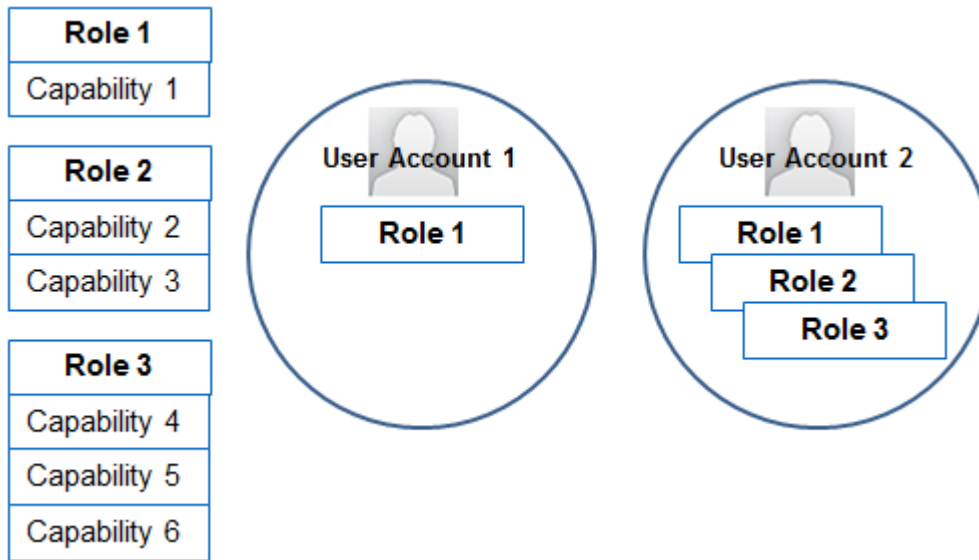 Role 1
Capability 1
Role 2
Capability 2
Capability 3
Role 3
Capability 4
Capability 5
Capability 6
User Account 1
Role 1
User Account 2
Role 1
Role 2
Role 3